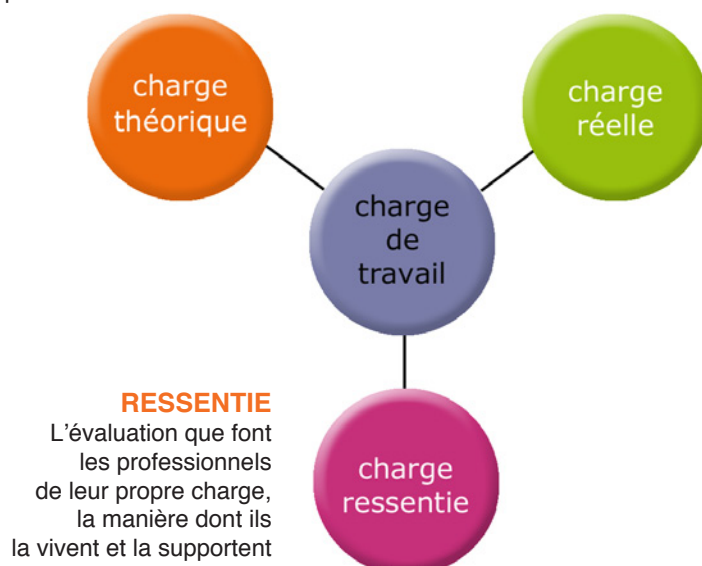 charge
théorique
charge
réelle
charge
de
travail
RESSENTIE
L'évaluation que font
les professionnels
de leur propre charge,
la manière dont ils
la vivent et la supportent
charge
ressentie